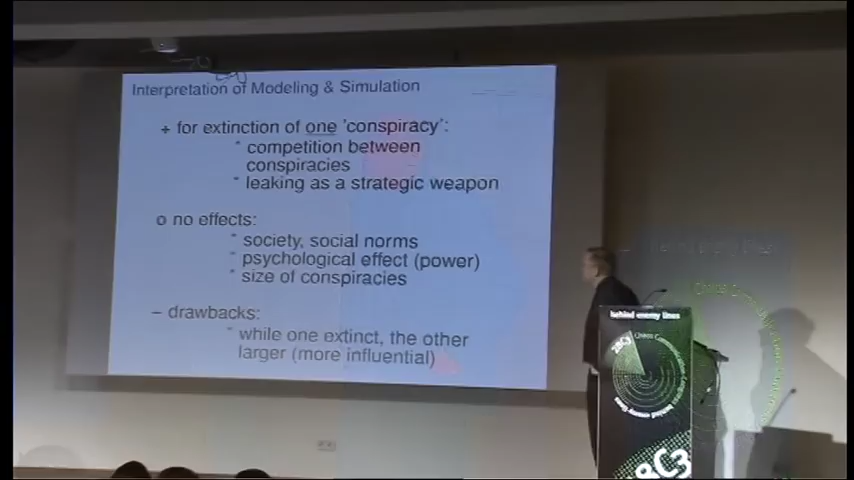 Interpretation of Modeling & Simulation
+ for extinction of one 'conspiracy':
* competition between
conspiracies
* leaking as a strategic weapon
o no effects:
* society, social norms
* psychological effect (power)
* size of conspiracies
– drawbacks:
* while one extinct, the other
larger (more influential)
behind enemy lines
28C3